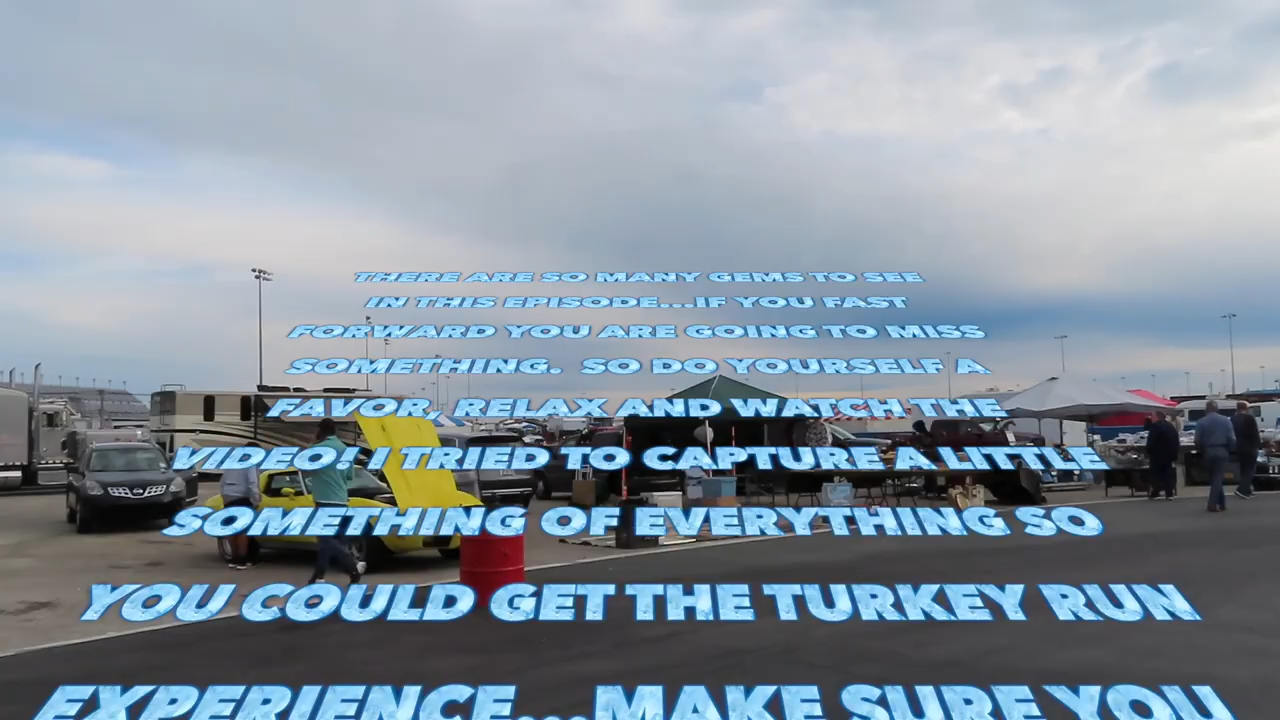 THERE ARE SO MANY GEMS TO SEE
IN THIS EPISODE...IF YOU FAST
FORWARD YOU ARE GOING TO MISS
SOMETHING. SO DO YOURSELF A
FAVOR, RELAX AND WATCH THE
VIDEO! I TRIED TO CAPTURE A LITTLE
SOMETHING OF EVERYTHING SO
YOU COULD GET THE TURKEY RUN
EXPERIENCE...MAKE SURE YOU